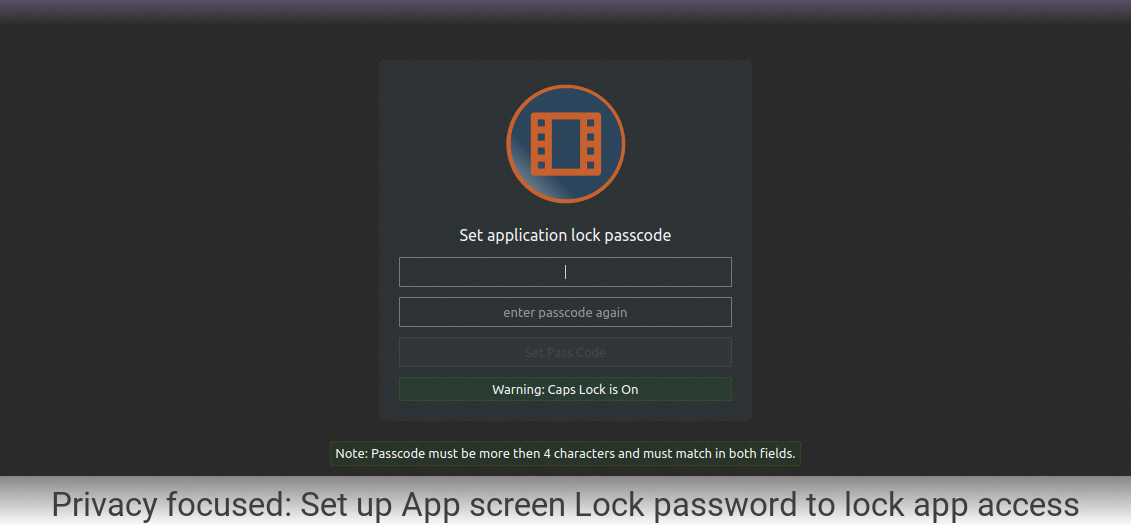 Set application lock passcode
enter passcode again
Set Pass Code
Warning: Caps Lock is On
Note: Passcode must be more then 4 characters and must match in both fields.
Privacy focused: Set up App screen Lock password to lock app access